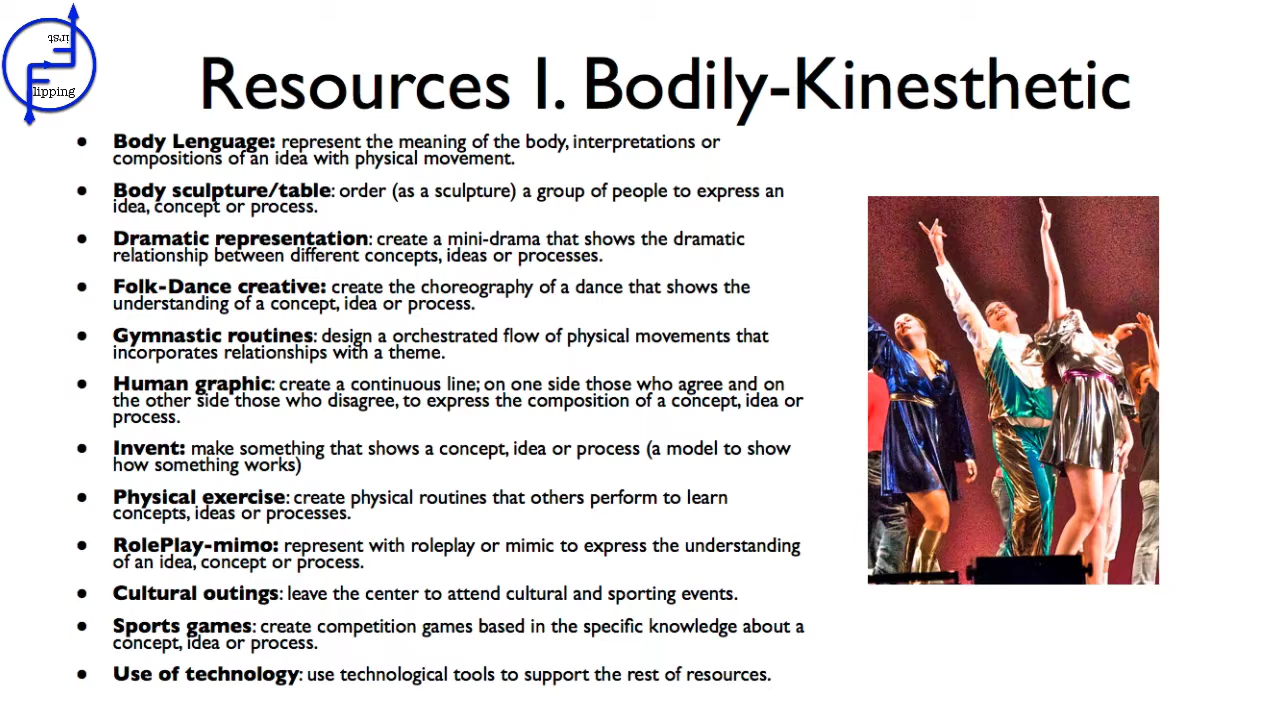 First
Flipping
Resources I. Bodily-Kinesthetic
• Body Lenguage: represent the meaning of the body, interpretations or
compositions of an idea with physical movement.
• Body sculpture/table: order (as a sculpture) a group of people to express an
idea, concept or process.
• Dramatic representation: create a mini-drama that shows the dramatic
relationship between different concepts, ideas or processes.
• Folk-Dance creative: create the choreography of a dance that shows the
understanding of a concept, idea or process.
• Gymnastic routines: design a orchestrated flow of physical movements that
incorporates relationships with a theme.
• Human graphic: create a continuous line; on one side those who agree and on
the other side those who disagree, to express the composition of a concept, idea or
process.
• Invent: make something that shows a concept, idea or process (a model to show
how something works)
• Physical exercise: create physical routines that others perform to learn
concepts, ideas or processes.
• RolePlay-mimo: represent with roleplay or mimic to express the understanding
of an idea, concept or process.
• Cultural outings: leave the center to attend cultural and sporting events.
• Sports games: create competition games based in the specific knowledge about a
concept, idea or process.
• Use of technology: use technological tools to support the rest of resources.